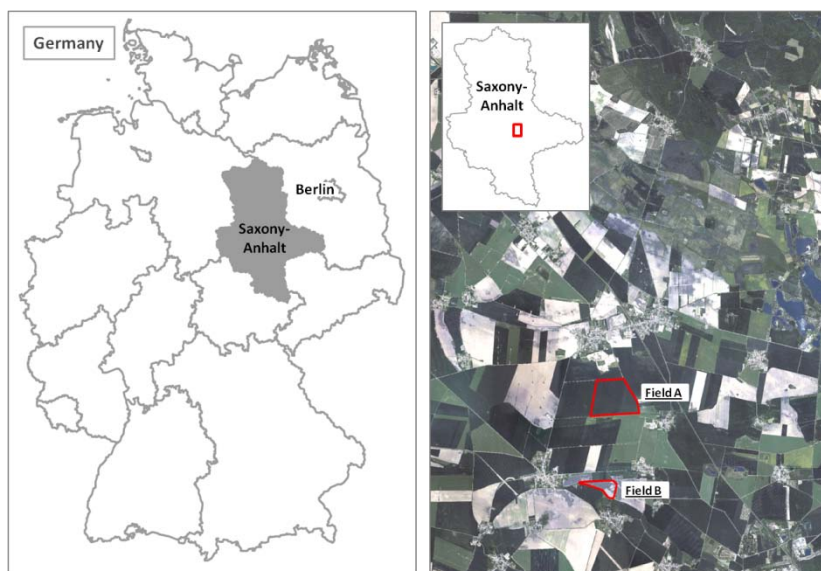 Germany
Berlin
Saxony-
Anhalt
Saxony-
Anhalt
Field A
Field B